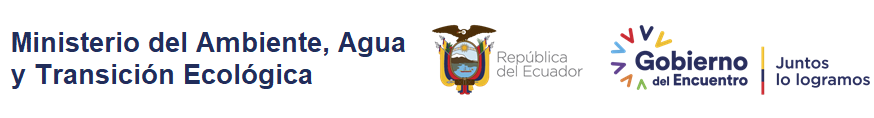 Ministerio del Ambiente, Agua
y Transición Ecológica
República
del Ecuador
Gobierno
del Encuentro
Juntos
lo logramos